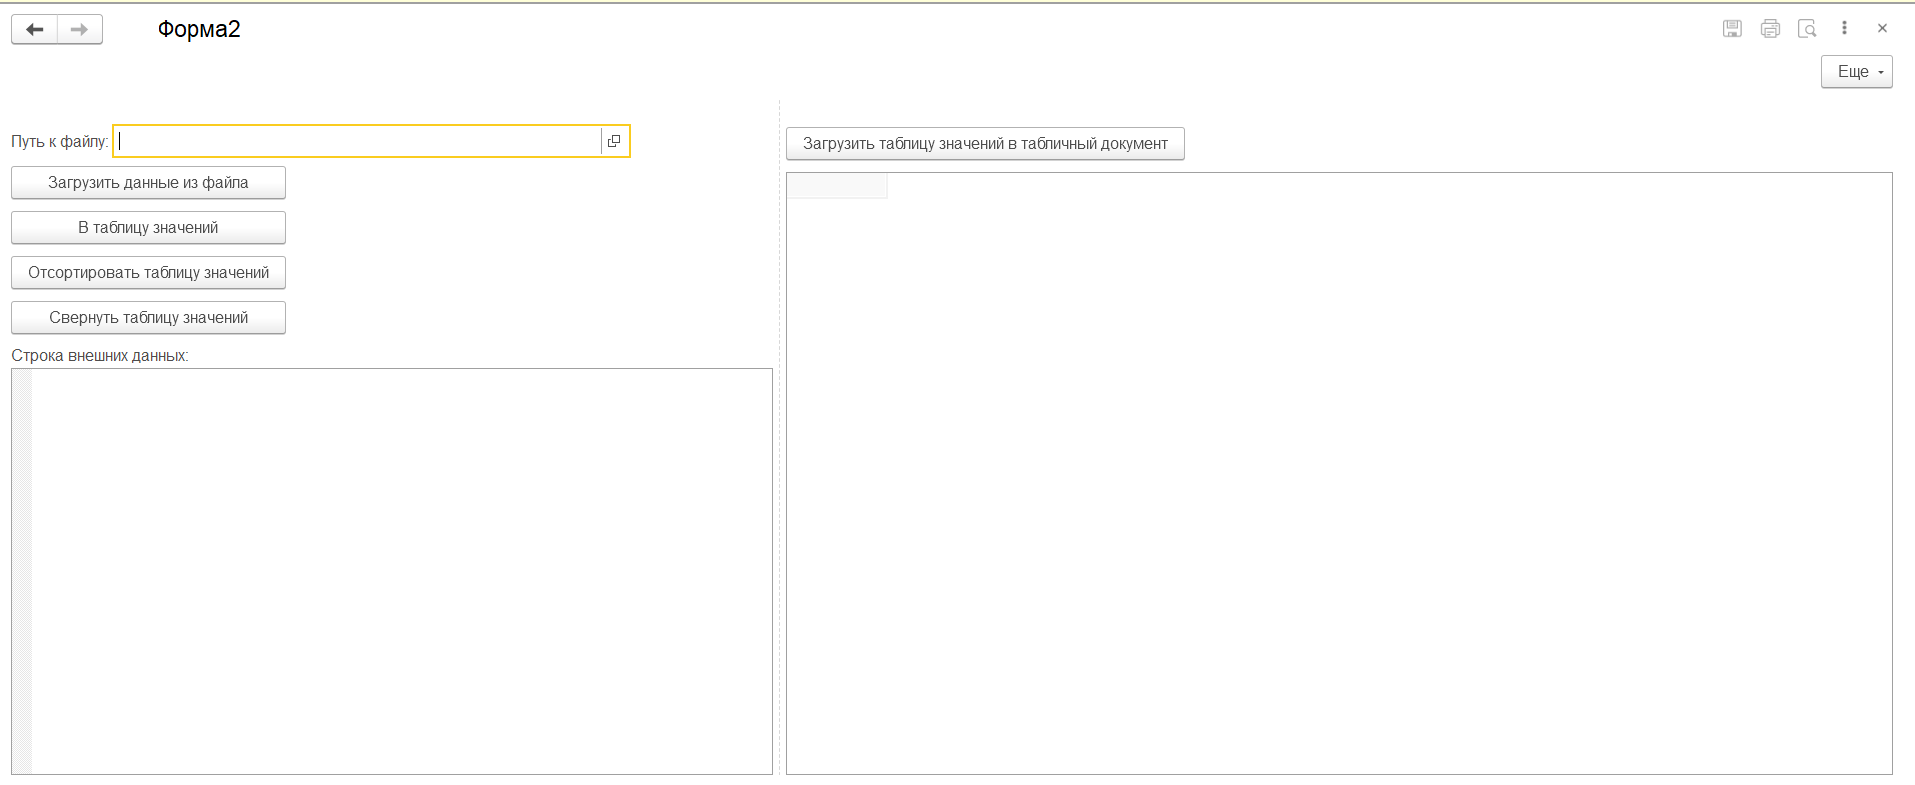 Форма2
Еще
Путь к файлу:
Загрузить данные из файла
В таблицу значений
Отсортировать таблицу значений
Свернуть таблицу значений
Строка внешних данных:
Загрузить таблицу значений в табличный документ